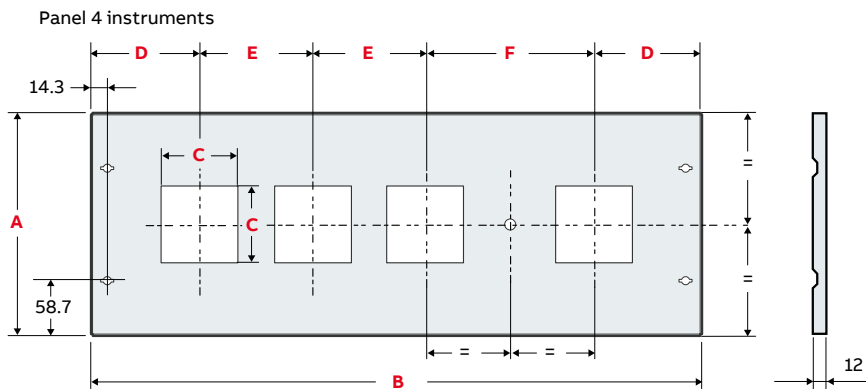 Panel 4 instruments
D E E F D
14.3
C
=
A
C
58.7
=
= =
B
12